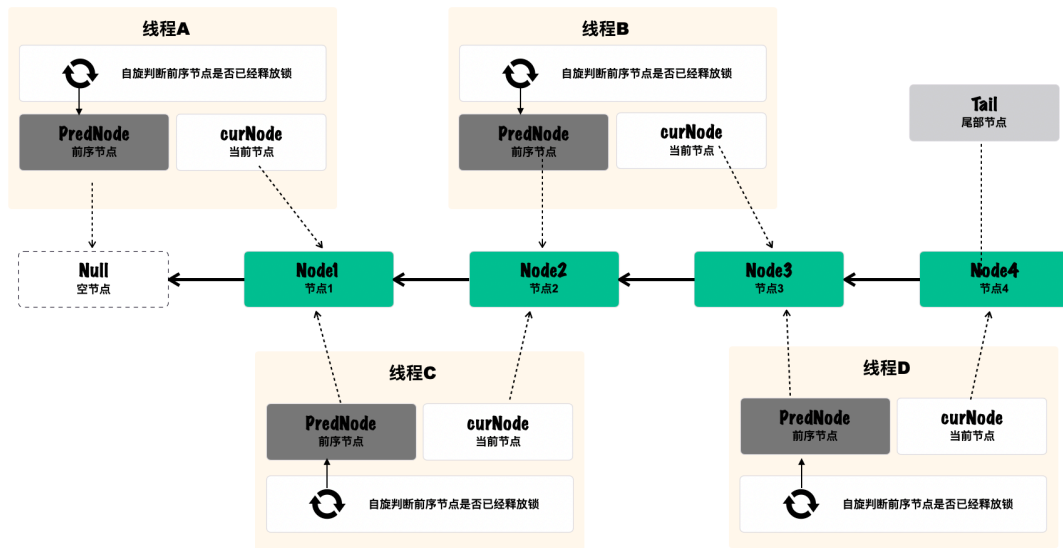 线程A
自旋判断前序节点是否已经释放锁
PredNode
前序节点
curNode
当前节点
线程B
自旋判断前序节点是否已经释放锁
PredNode
前序节点
curNode
当前节点
Tail
尾部节点
Null
空节点
Node1
节点1
Node2
节点2
Node3
节点3
Node4
节点4
线程C
PredNode
前序节点
curNode
当前节点
自旋判断前序节点是否已经释放锁
线程D
PredNode
前序节点
curNode
当前节点
自旋判断前序节点是否已经释放锁